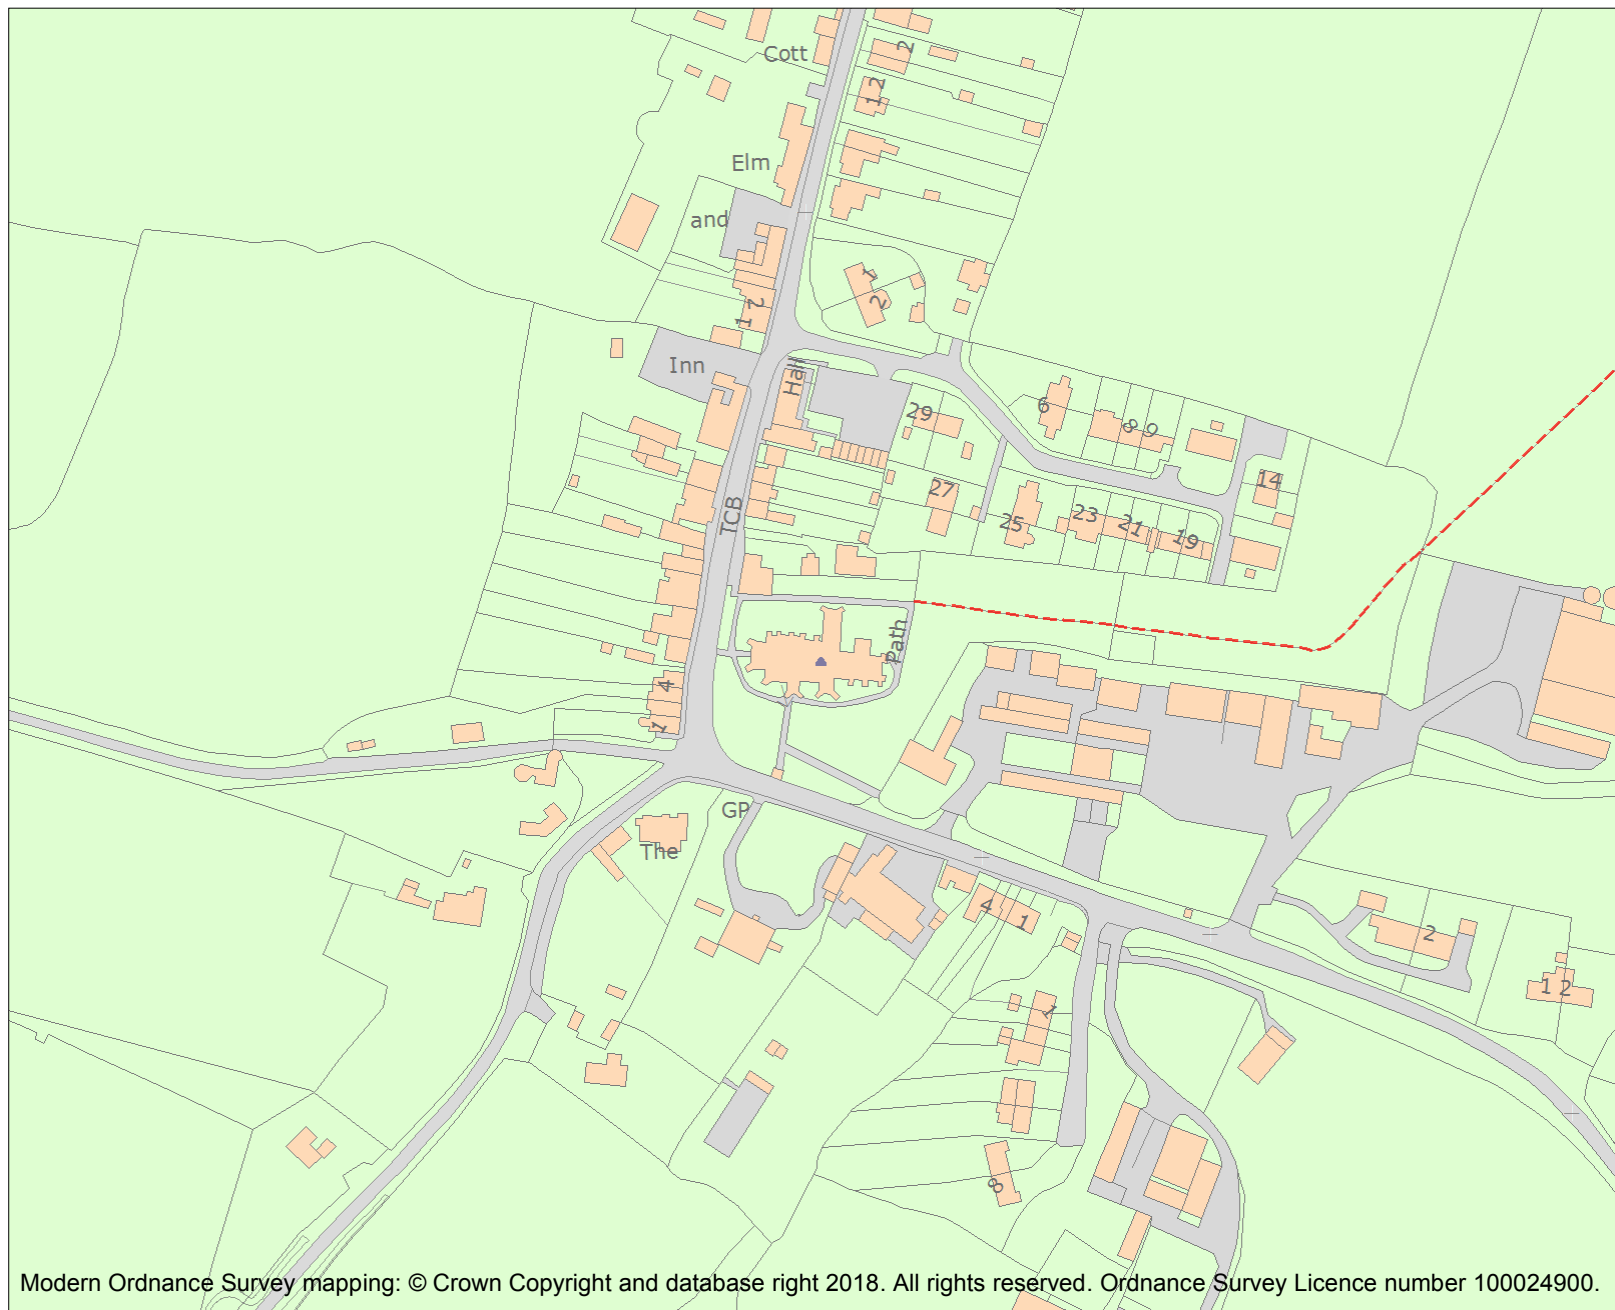 Cott
2
1 2
Elm
and
1
2
1 2
Inn
Hall
6
29
8 9
14
27
TCB
25
23
21
19
Path
4
1
GP
The
4
1
2
1 2
1
8
Modern Ordnance Survey mapping: © Crown Copyright and database right 2018. All rights reserved. Ordnance Survey Licence number 100024900.